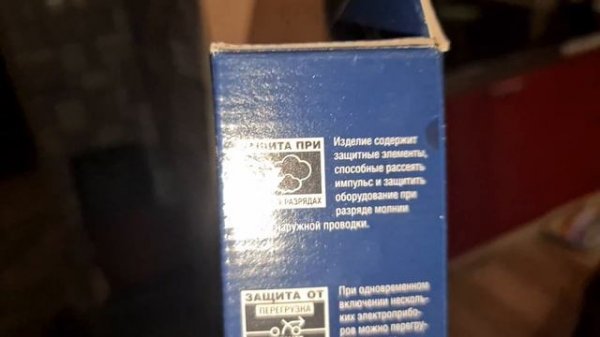 ЗАЩИТА ПРИ
РАЗРЯДАХ
Изделие содержит
защитные элементы,
способные рассеять
импульс и защитить
оборудование при
разряде молнии
наружной проводки.
ЗАЩИТА ОТ
ПЕРЕГРУЗКА
При одновременном
включении несколь-
ких электроприбо-
ров можно перегру-